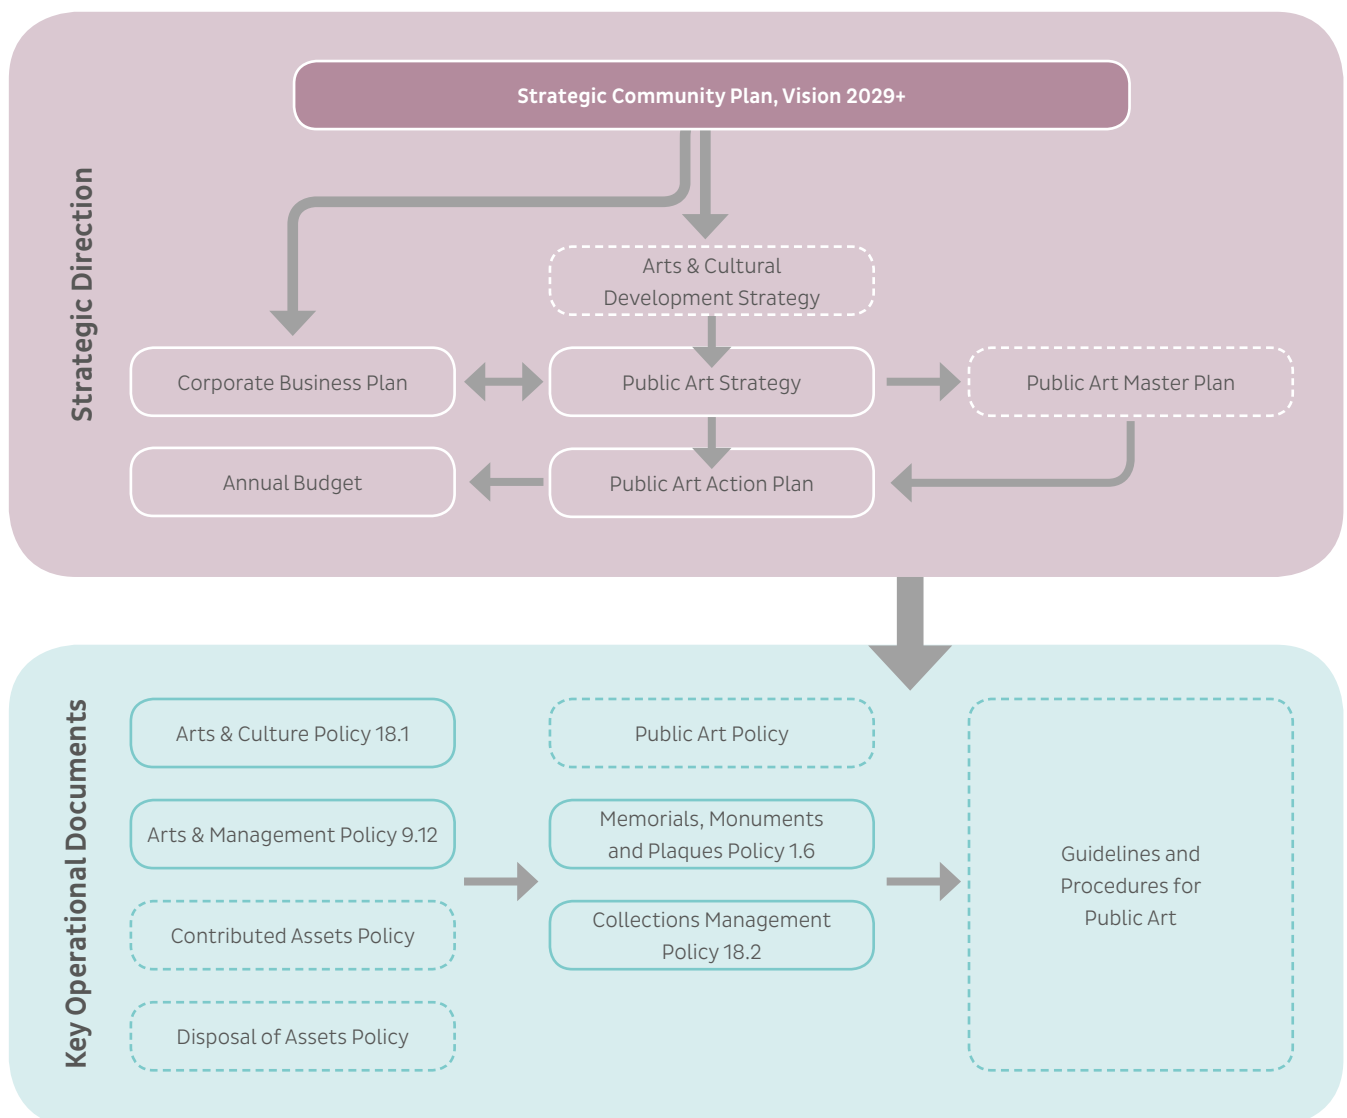 Strategic Direction
Strategic Community Plan, Vision 2029+
Arts & Cultural
Development Strategy
Corporate Business Plan
Public Art Strategy
Public Art Master Plan
Annual Budget
Public Art Action Plan
Key Operational Documents
Arts & Culture Policy 18.1
Public Art Policy
Arts & Management Policy 9.12
Memorials, Monuments
and Plaques Policy 1.6
Contributed Assets Policy
Collections Management
Policy 18.2
Disposal of Assets Policy
Guidelines and
Procedures for
Public Art